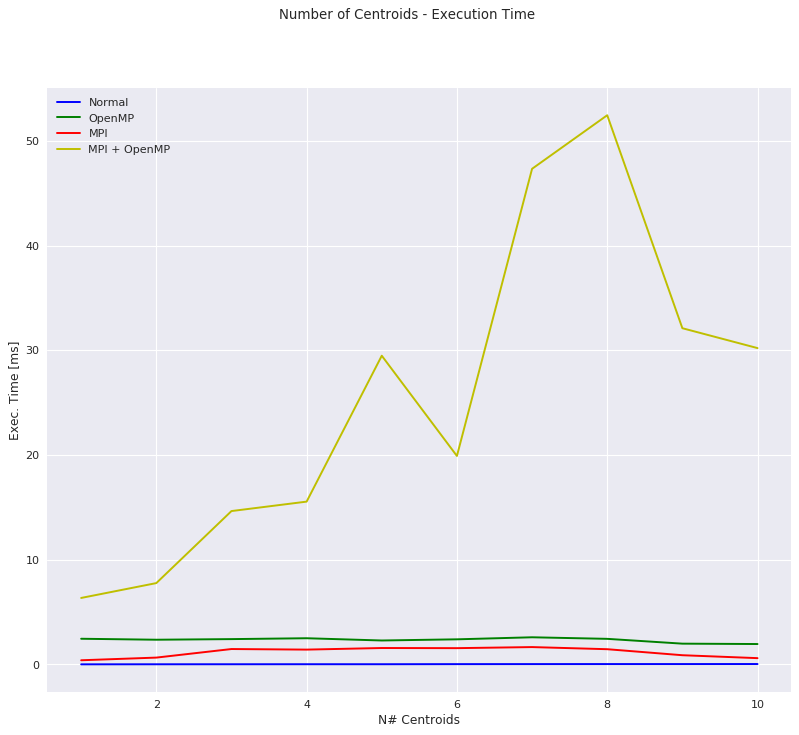 Number of Centroids - Execution Time
Normal
OpenMP
MPI
MPI + OpenMP
50
40
30
20
10
0
Exec. Time [ms]
2 4 6 8 10
N# Centroids